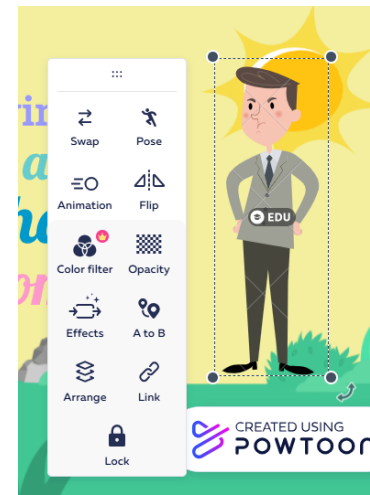 Swap Pose
Animation Flip
Color filter Opacity
Effects A to B
Arrange Link
Lock
EDU
CREATED USING
POWTOON